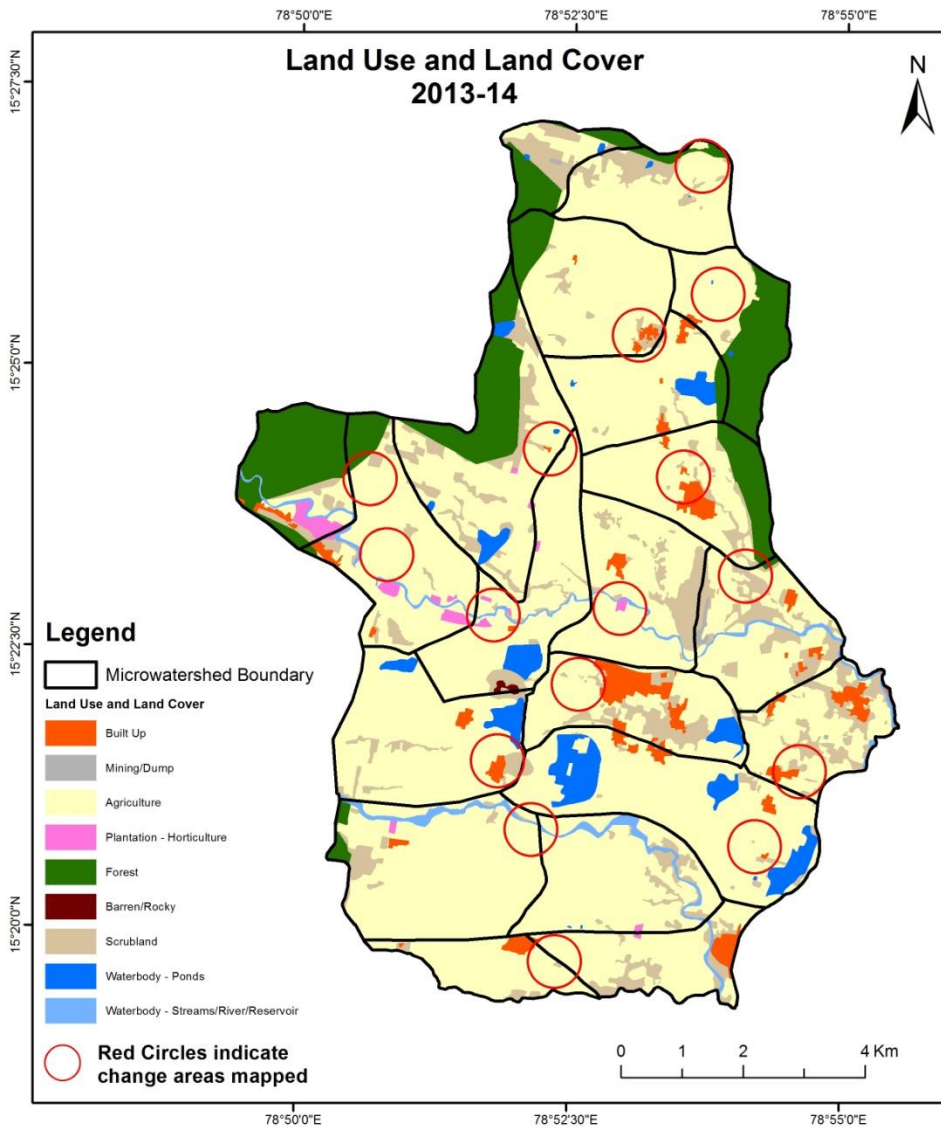 78°50'0"E 78°52'30"E 78°55'0"E
Land Use and Land Cover
2013-14
N
15°27'30"N
15°25'0"N
15°22'30"N
15°20'0"N
Legend
Microwatershed Boundary
Land Use and Land Cover
Built Up
Mining/Dump
Agriculture
Plantation - Horticulture
Forest
Barren/Rocky
Scrubland
Waterbody - Ponds
Waterbody - Streams/River/Reservoir
Red Circles indicate
change areas mapped
0 1 2 4 Km
78°50'0"E 78°52'30"E 78°55'0"E